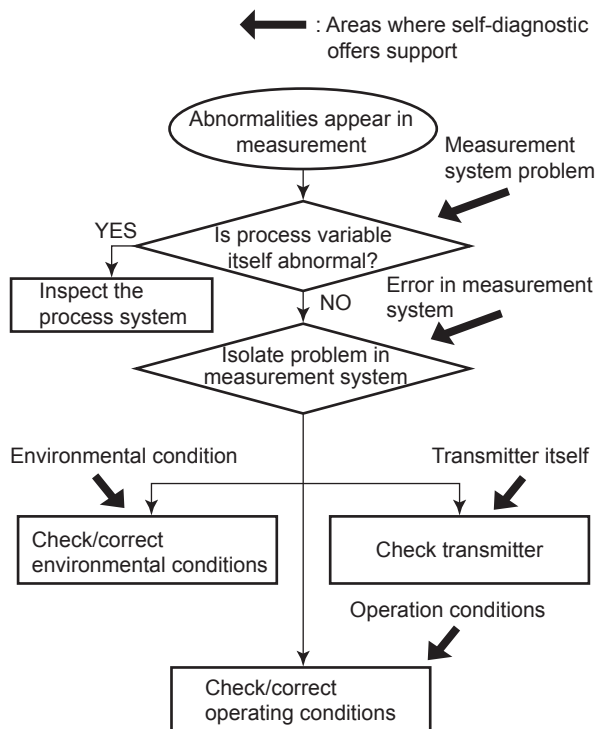 : Areas where self-diagnostic
offers support
Abnormalities appear in
measurement
Measurement
system problem
YES
Is process variable
itself abnormal?
Inspect the
process system
Error in measurement
system
NO
Isolate problem in
measurement system
Environmental condition
Transmitter itself
Check/correct
environmental conditions
Check transmitter
Operation conditions
Check/correct
operating conditions